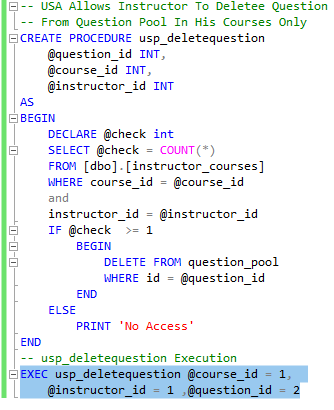 -- USA Allows Instructor To Deletee Question
-- From Question Pool In His Courses Only
CREATE PROCEDURE usp_deletequestion
@question_id INT,
@course_id INT,
@instructor_id INT
AS
BEGIN
DECLARE @check int
SELECT @check = COUNT(*)
FROM [dbo].[instructor_courses]
WHERE course_id = @course_id
and
instructor_id = @instructor_id
IF @check  >= 1
BEGIN
DELETE FROM question_pool
WHERE id = @question_id
END
ELSE
PRINT 'No Access'
END
-- usp_deletequestion Execution
EXEC usp_deletequestion @course_id = 1,
@instructor_id = 1 ,@question_id = 2